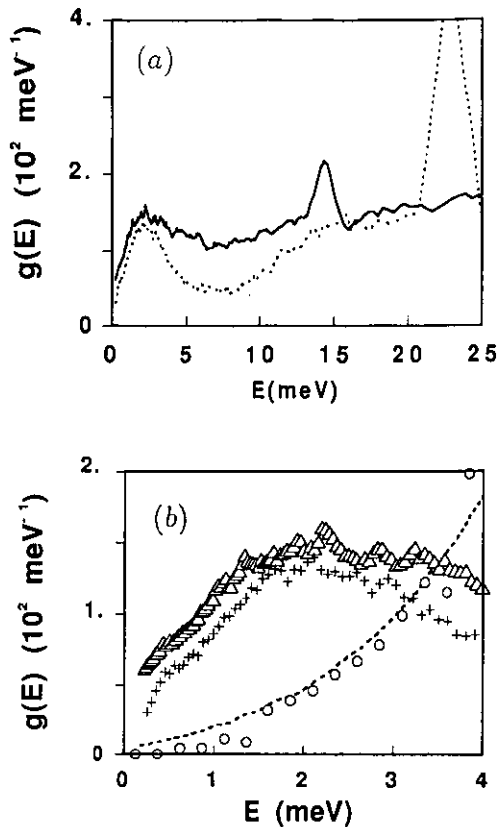 4.
(a)
g(E) (10² meV⁻¹)
2.
0
0 5 10 15 20 25
E(meV)
2.
(b)
g(E) (10² meV⁻¹)
1.
0
0 1 2 3 4
E (meV)